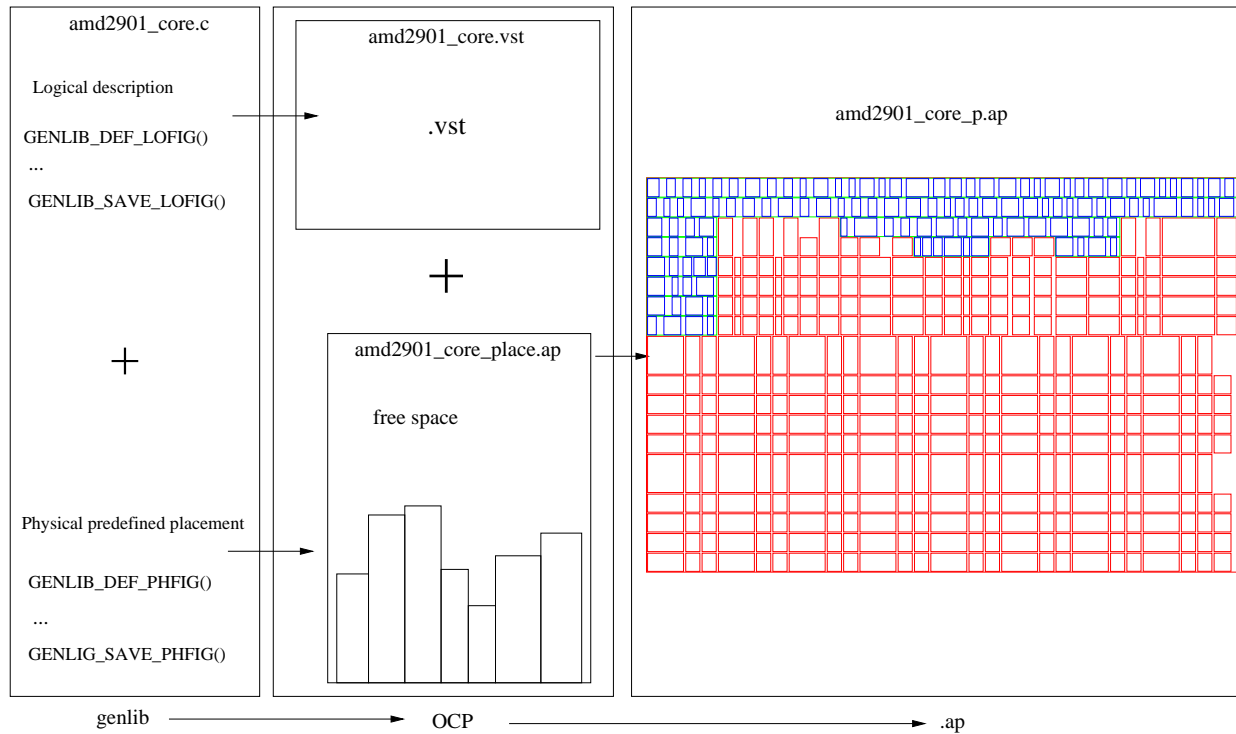 amd2901_core.c
Logical description
GENLIB_DEF_LOFIG()
...
GENLIB_SAVE_LOFIG()
+
Physical predefined placement
GENLIB_DEF_PHFIG()
...
GENLIG_SAVE_PHFIG()
amd2901_core.vst
.vst
+
amd2901_core_place.ap
free space
amd2901_core_p.ap
genlib
OCP
.ap